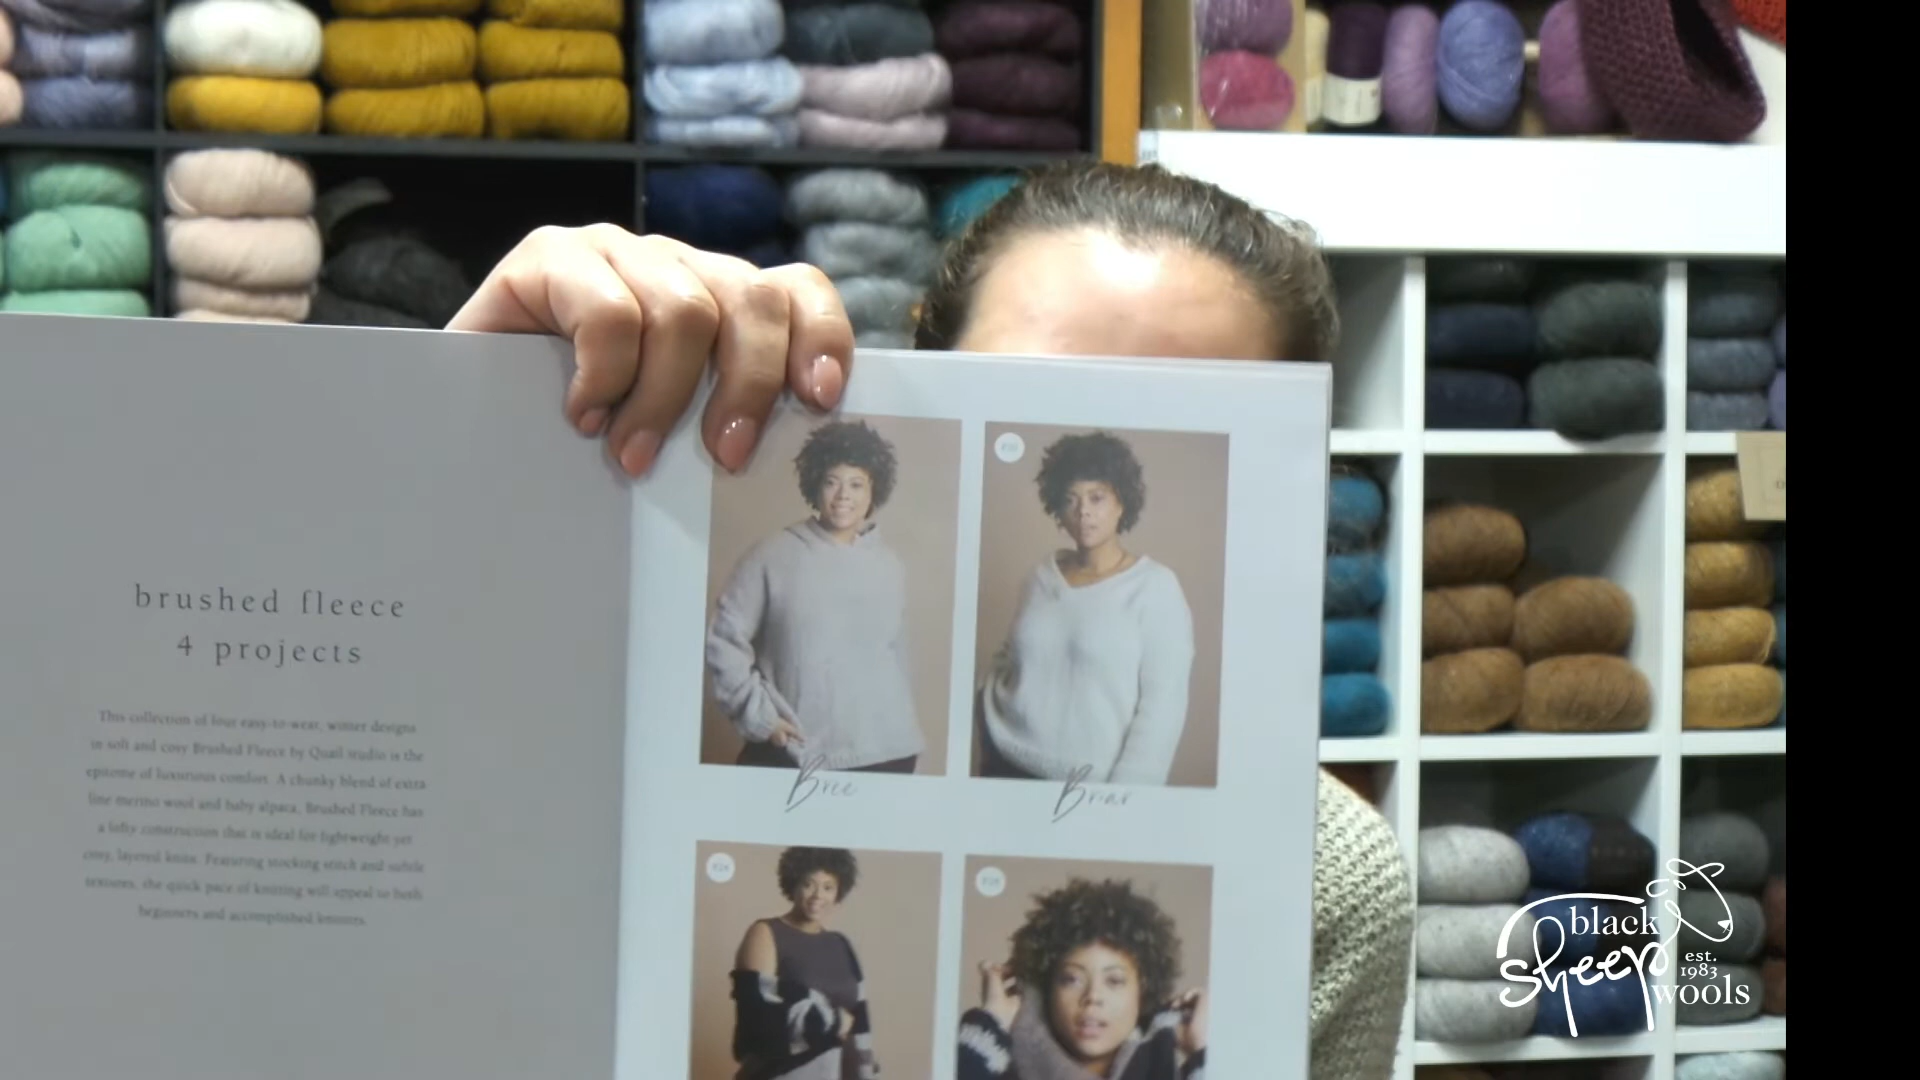 brushed fleece
4 projects
This collection of four easy-to-wear, winter designs
in soft and cosy Brushed Fleece by Quail studio is the
epitome of luxurious comfort. A chunky blend of extra
fine merino wool and baby alpaca, Brushed Fleece has
a lofty construction that is ideal for lightweight yet
cosy, layered knits. Featuring stocking stitch and subtle
textures, the quick pace of knitting will appeal to both
beginners and accomplished knitters.
Bree
Briar
black
sheep
est.
1983
wools